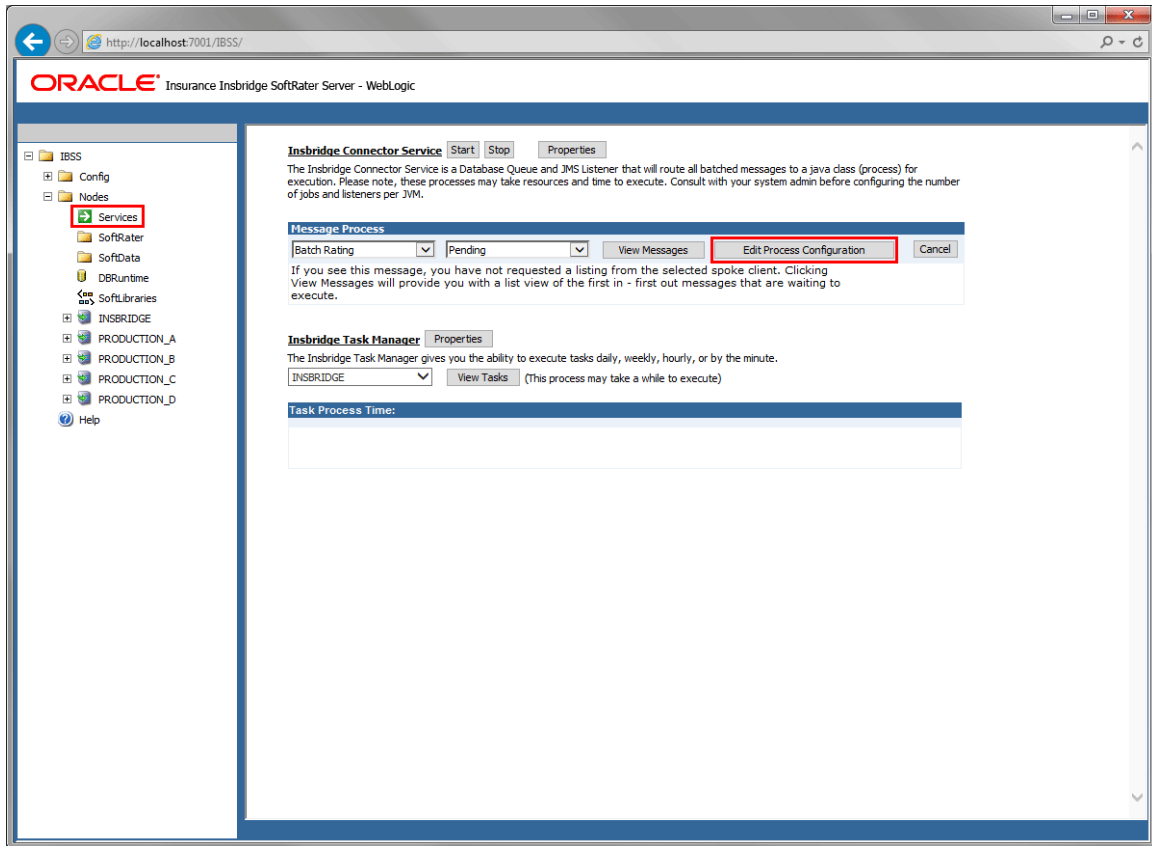 http://localhost:7001/IBSS/
ORACLE Insurance Insbridge SoftRater Server - WebLogic
IBSS
Config
Nodes
Services
SoftRater
SoftData
DBRuntime
SoftLibraries
INSBRIDGE
PRODUCTION_A
PRODUCTION_B
PRODUCTION_C
PRODUCTION_D
Help
Insbridge Connector Service Start Stop Properties
The Insbridge Connector Service is a Database Queue and JMS Listener that will route all batched messages to a java class (process) for
execution. Please note, these processes may take resources and time to execute. Consult with your system admin before configuring the number
of jobs and listeners per JVM.
Message Process
Batch Rating Pending View Messages Edit Process Configuration Cancel
If you see this message, you have not requested a listing from the selected spoke client. Clicking
View Messages will provide you with a list view of the first in - first out messages that are waiting to
execute.
Insbridge Task Manager Properties
The Insbridge Task Manager gives you the ability to execute tasks daily, weekly, hourly, or by the minute.
INSBRIDGE View Tasks (This process may take a while to execute)
Task Process Time: